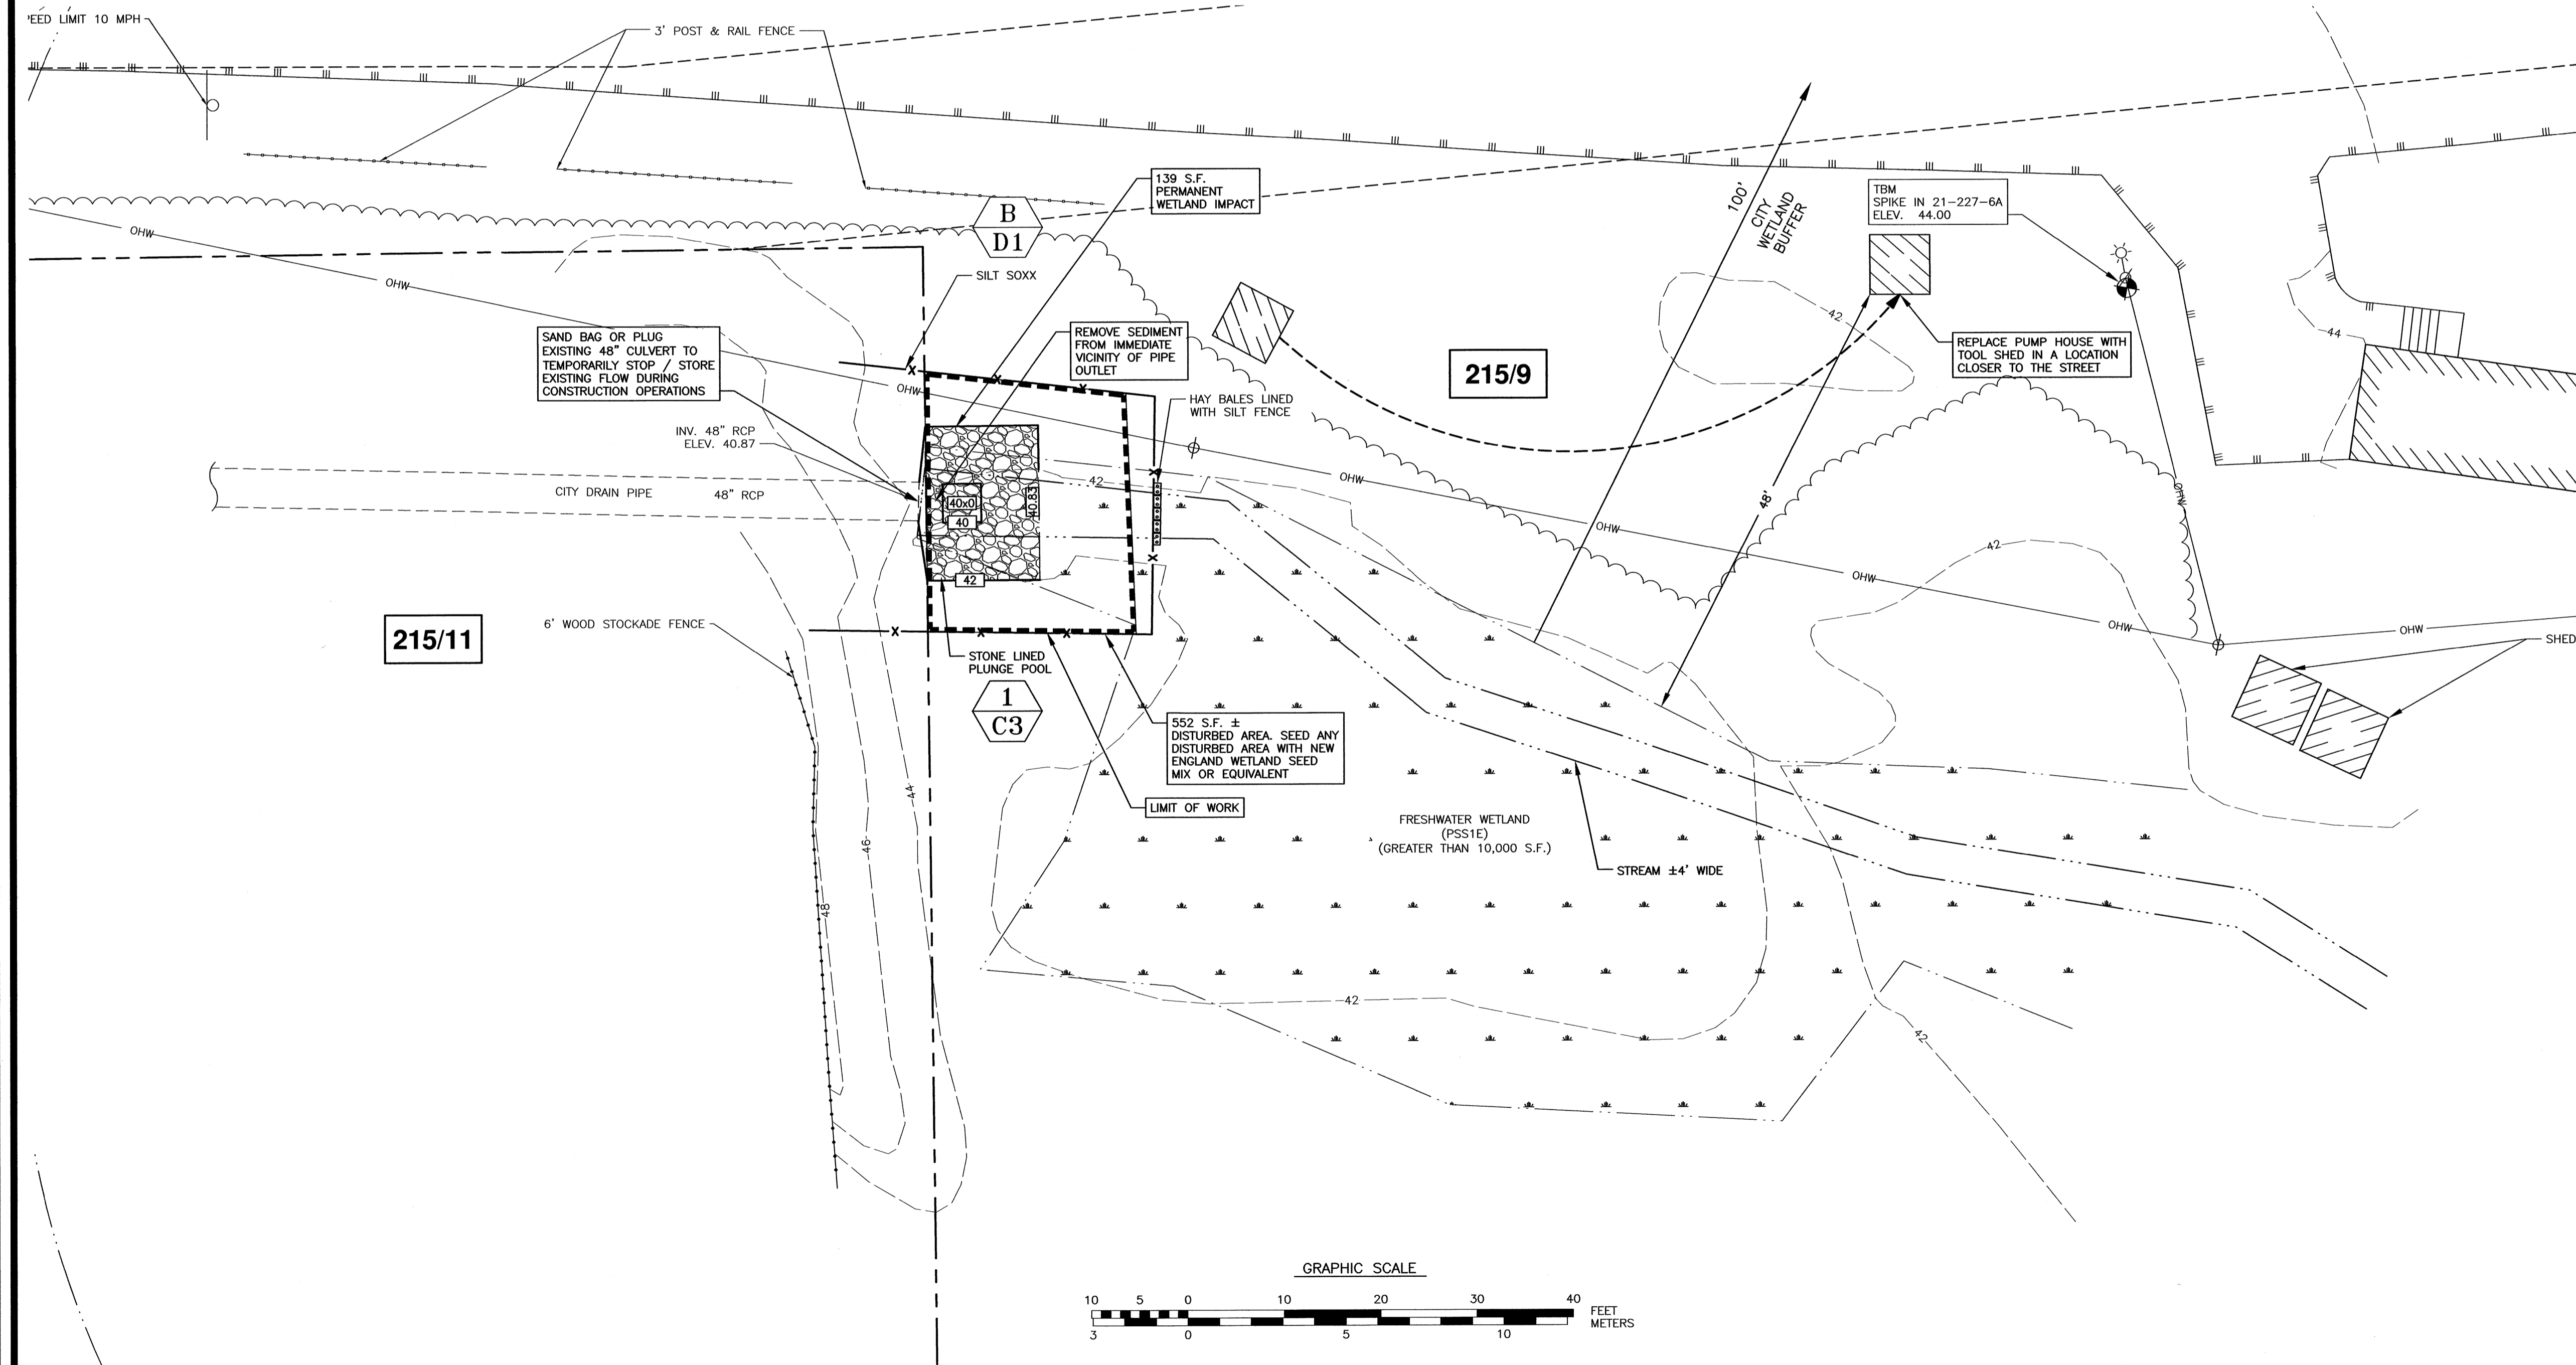 'EED LIMIT 10 MPH
3' POST & RAIL FENCE
139 S.F.
PERMANENT
WETLAND IMPACT
B
D1
100'
CITY
WETLAND
BUFFER
TBM
SPIKE IN 21-227-6A
ELEV. 44.00
OHW
OHW
SILT SOXX
SAND BAG OR PLUG
EXISTING 48" CULVERT TO
TEMPORARILY STOP / STORE
EXISTING FLOW DURING
CONSTRUCTION OPERATIONS
REMOVE SEDIMENT
FROM IMMEDIATE
VICINITY OF PIPE
OUTLET
42
44
REPLACE PUMP HOUSE WITH
TOOL SHED IN A LOCATION
CLOSER TO THE STREET
215/9
OHW
HAY BALES LINED
WITH SILT FENCE
INV. 48" RCP
ELEV. 40.87
CITY DRAIN PIPE
48" RCP
42
40x0
40
40.83
42
OHW
48'
OHW
OHW
42
OHW
OHW
OHW
SHED
215/11
6' WOOD STOCKADE FENCE
STONE LINED
PLUNGE POOL
1
C3
552 S.F. ±
DISTURBED AREA. SEED ANY
DISTURBED AREA WITH NEW
ENGLAND WETLAND SEED
MIX OR EQUIVALENT
LIMIT OF WORK
44
46
48
FRESHWATER WETLAND
(PSS1E)
(GREATER THAN 10,000 S.F.)
STREAM ±4' WIDE
42
42
GRAPHIC SCALE
10 5 0 10 20 30 40
FEET
METERS
3 0 5 10